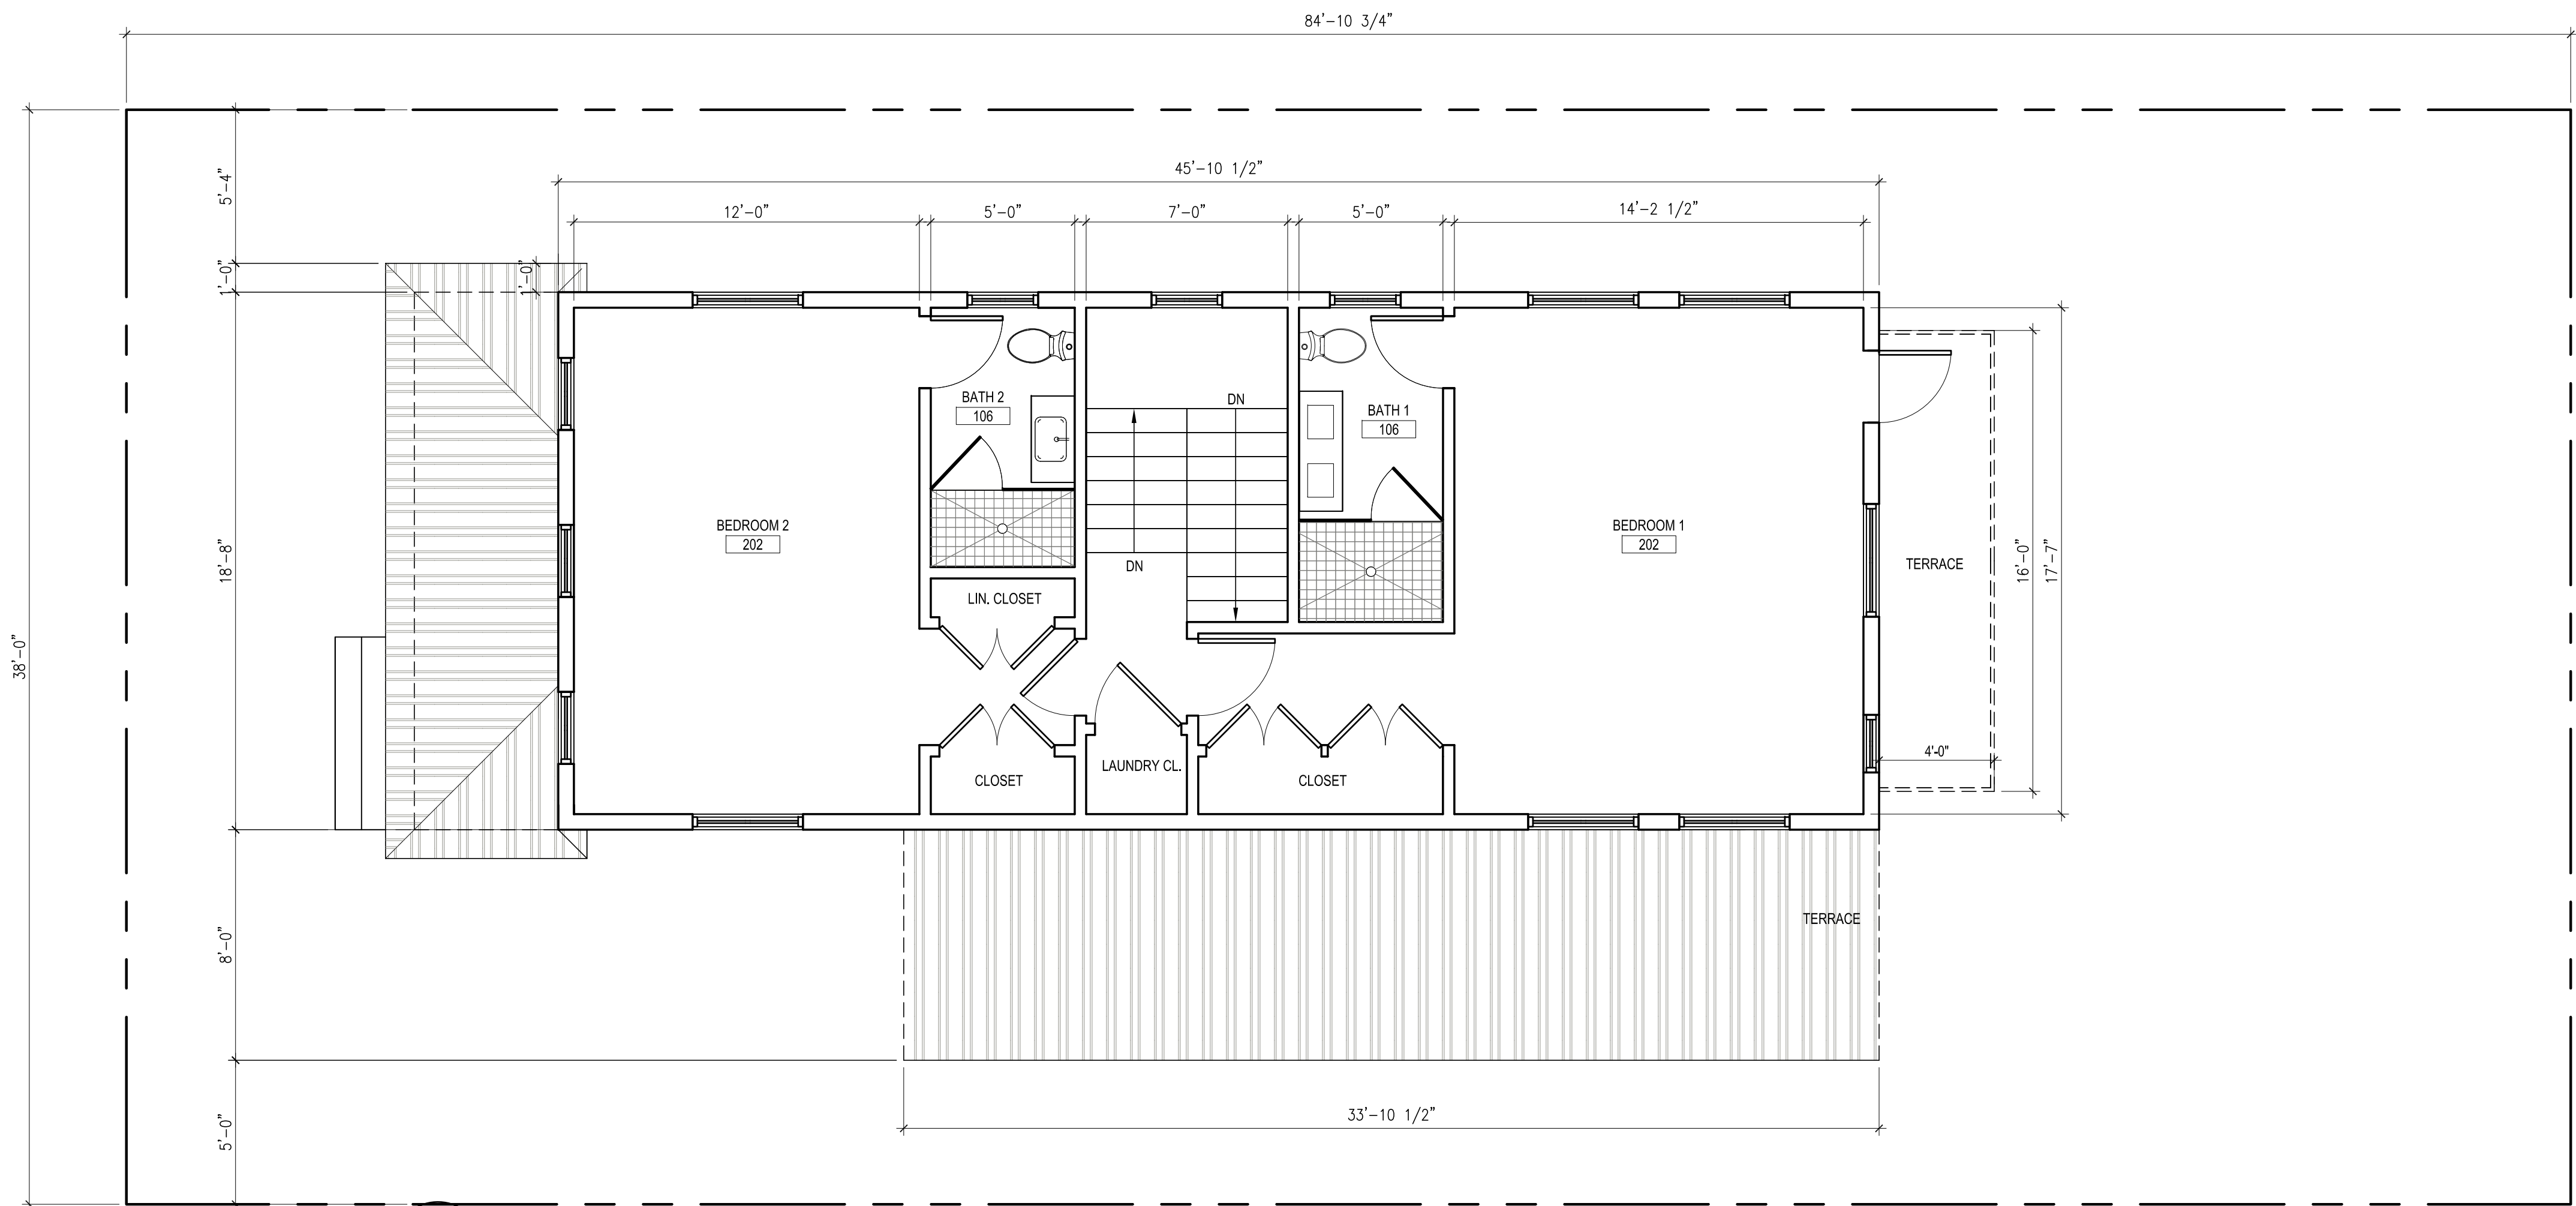 84'-10 3/4"
45'-10 1/2"
12'-0"
5'-0"
7'-0"
5'-0"
14'-2 1/2"
5'-4"
1'-0"
1'-0"
18'-8"
38'-0"
8'-0"
5'-0"
BATH 2
106
DN
BATH 1
106
BEDROOM 2
202
DN
BEDROOM 1
202
TERRACE
16'-0"
17'-7"
LIN. CLOSET
4'-0"
CLOSET
LAUNDRY CL.
CLOSET
TERRACE
33'-10 1/2"